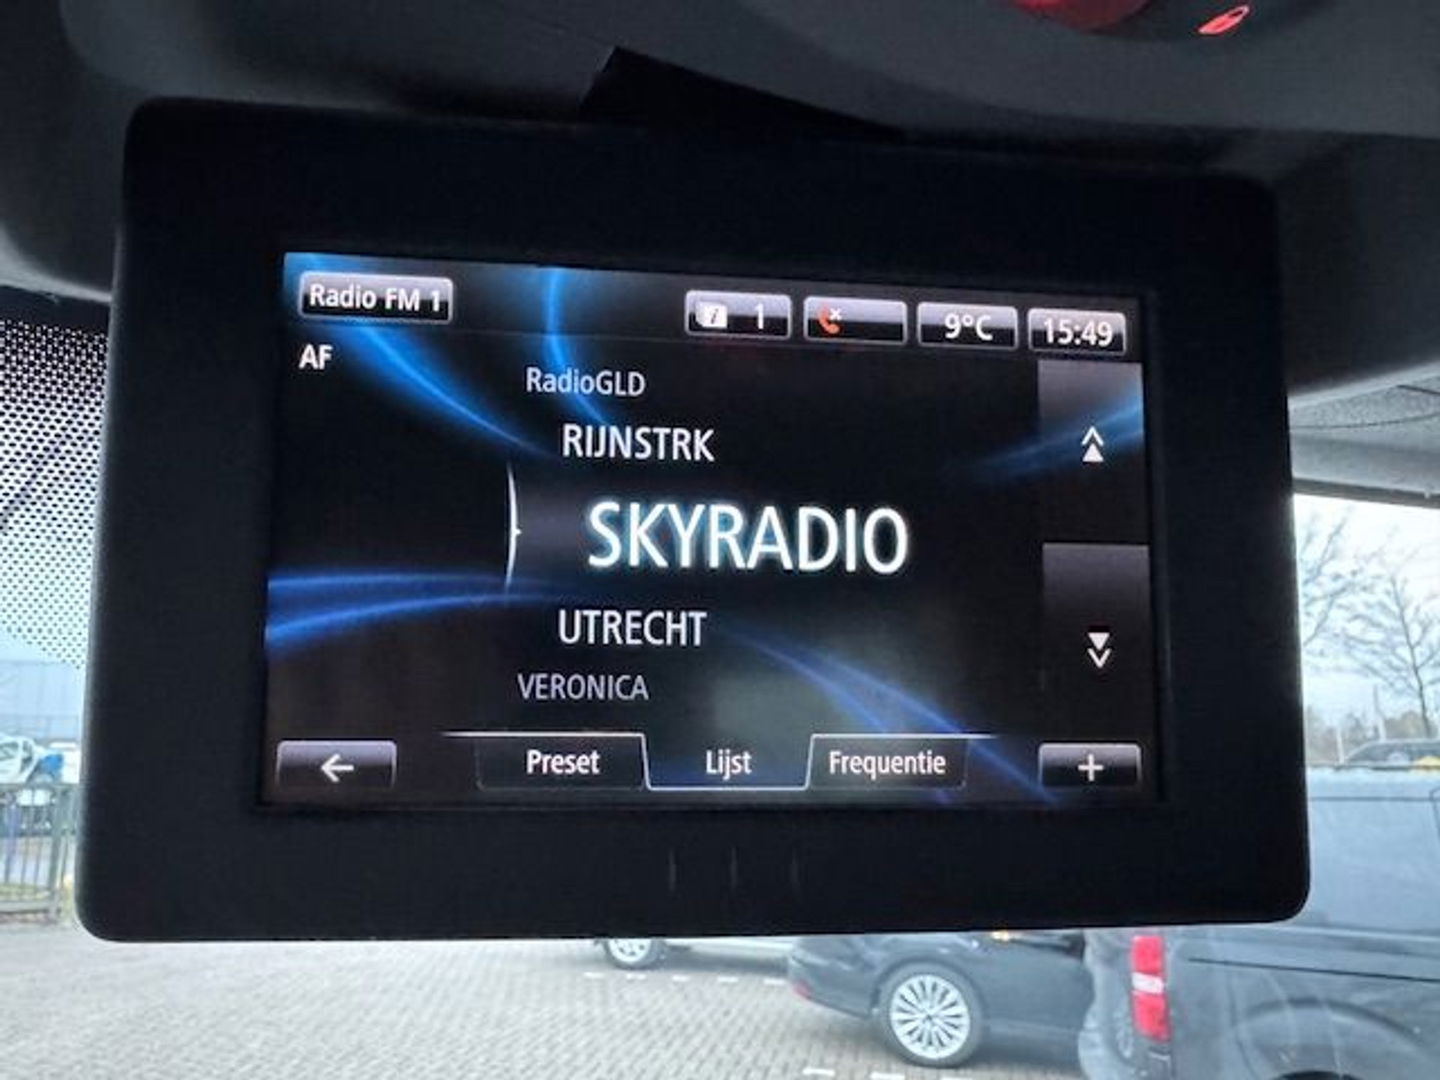 Radio FM 1
i 1
9°C
15:49
AF
RadioGLD
RIJNSTRK
SKYRADIO
UTRECHT
VERONICA
Preset
Lijst
Frequentie
+